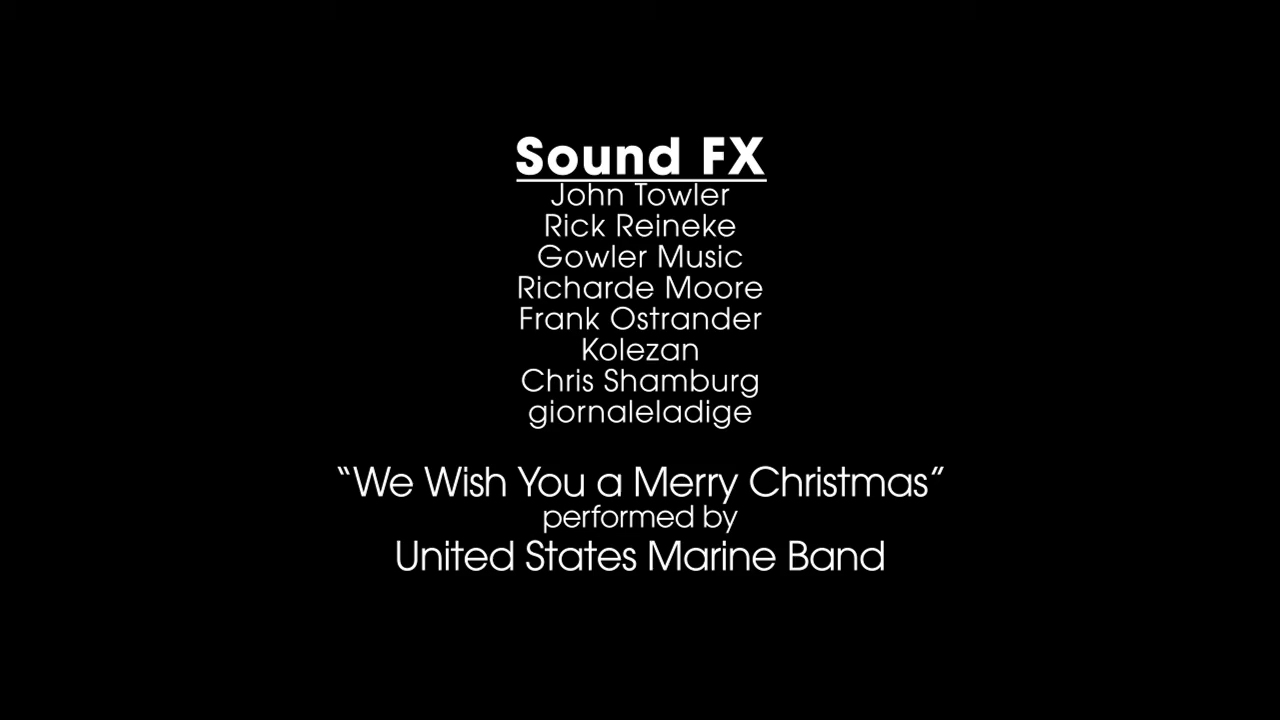 Sound FX
John Towler
Rick Reineke
Gowler Music
Richarde Moore
Frank Ostrander
Kolezan
Chris Shamburg
giornaleladige
“We Wish You a Merry Christmas”
performed by
United States Marine Band